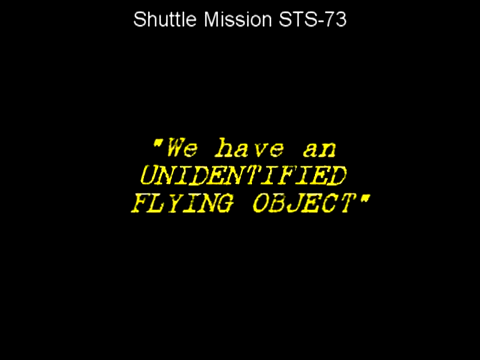 Shuttle Mission STS-73
"We have an
UNIDENTIFIED
FLYING OBJECT"